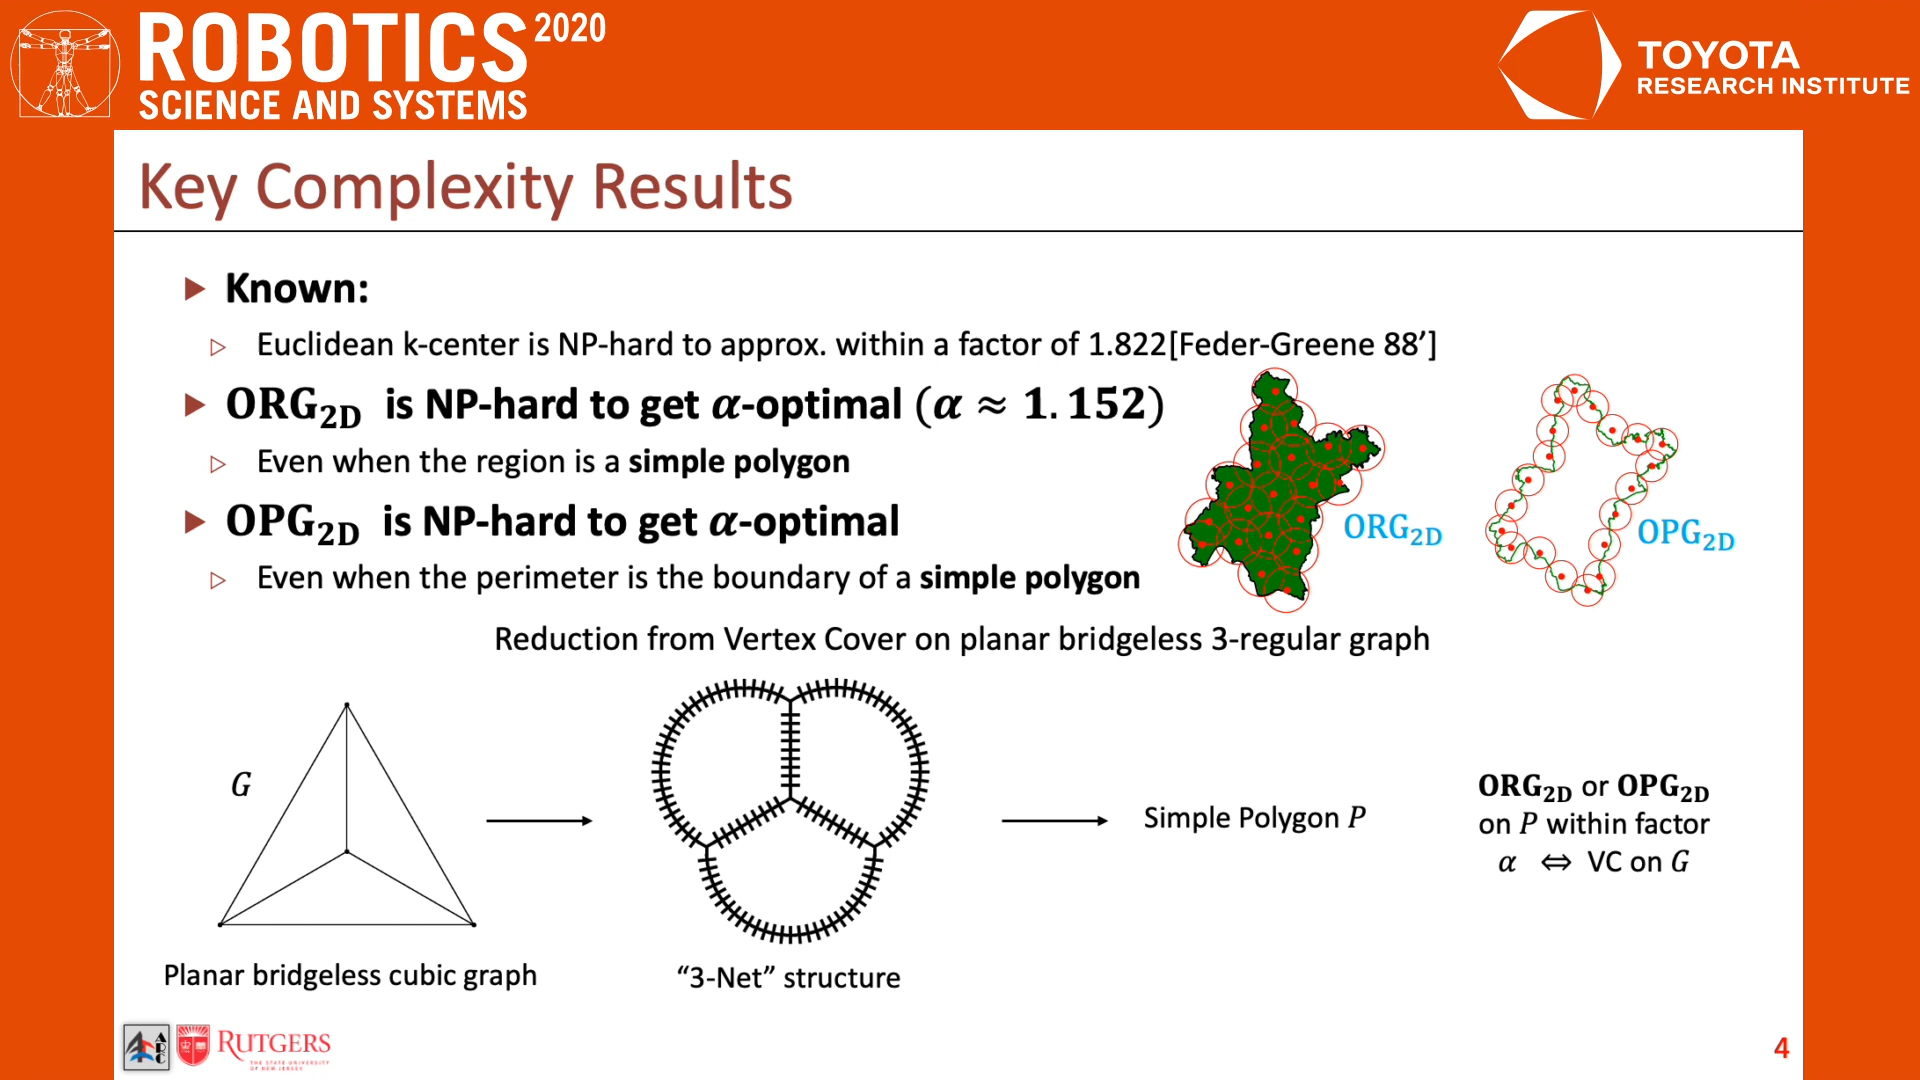 ROBOTICS 2020
SCIENCE AND SYSTEMS
TOYOTA
RESEARCH INSTITUTE
Key Complexity Results
Known:
Euclidean k-center is NP-hard to approx. within a factor of 1.822[Feder-Greene 88’]
ORG2D is NP-hard to get α-optimal (α ≈ 1.152)
Even when the region is a simple polygon
OPG2D is NP-hard to get α-optimal
Even when the perimeter is the boundary of a simple polygon
ORG2D
OPG2D
Reduction from Vertex Cover on planar bridgeless 3-regular graph
G
Simple Polygon P
ORG2D or OPG2D
on P within factor
α ⇔ VC on G
Planar bridgeless cubic graph
“3-Net” structure
ARC
RUTGERS
THE STATE UNIVERSITY
OF NEW JERSEY
4